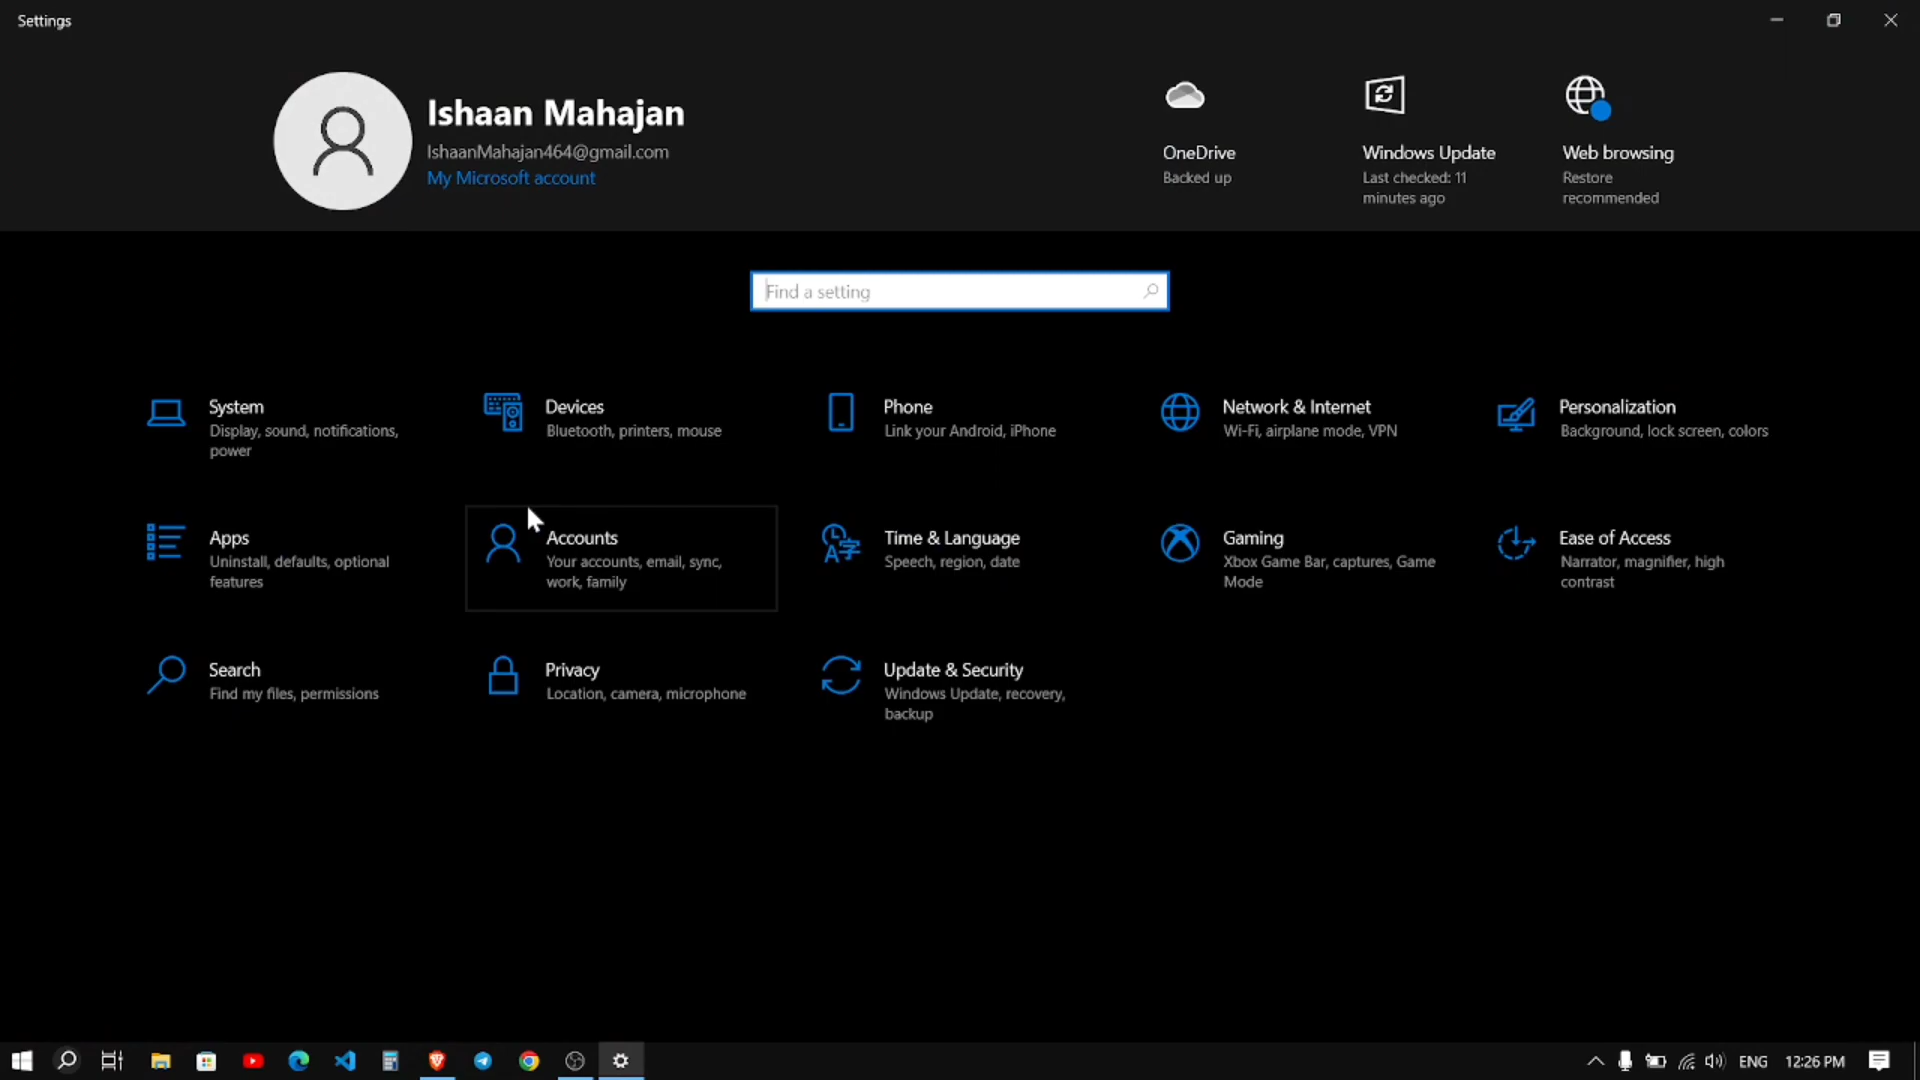 Settings
Ishaan Mahajan
IshaanMahajan464@gmail.com
My Microsoft account
OneDrive
Backed up
Windows Update
Last checked: 11
minutes ago
Web browsing
Restore
recommended
Find a setting
System
Display, sound, notifications,
power
Devices
Bluetooth, printers, mouse
Phone
Link your Android, iPhone
Network & Internet
Wi-Fi, airplane mode, VPN
Personalization
Background, lock screen, colors
Apps
Uninstall, defaults, optional
features
Accounts
Your accounts, email, sync,
work, family
Time & Language
Speech, region, date
Gaming
Xbox Game Bar, captures, Game
Mode
Ease of Access
Narrator, magnifier, high
contrast
Search
Find my files, permissions
Privacy
Location, camera, microphone
Update & Security
Windows Update, recovery,
backup
ENG
12:26 PM